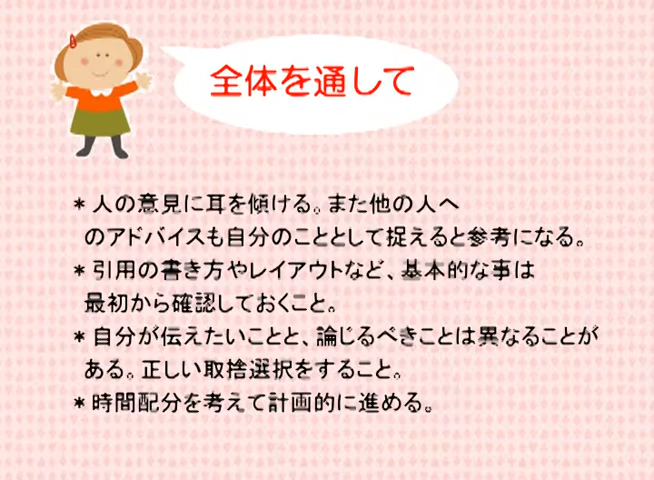 全体を通して
＊人の意見に耳を傾ける。また他の人へ
のアドバイスも自分のこととして捉えると参考になる。
＊引用の書き方やレイアウトなど、基本的な事は
最初から確認しておくこと。
＊自分が伝えたいことと、論じるべきことは異なることが
ある。正しい取捨選択をすること。
＊時間配分を考えて計画的に進める。